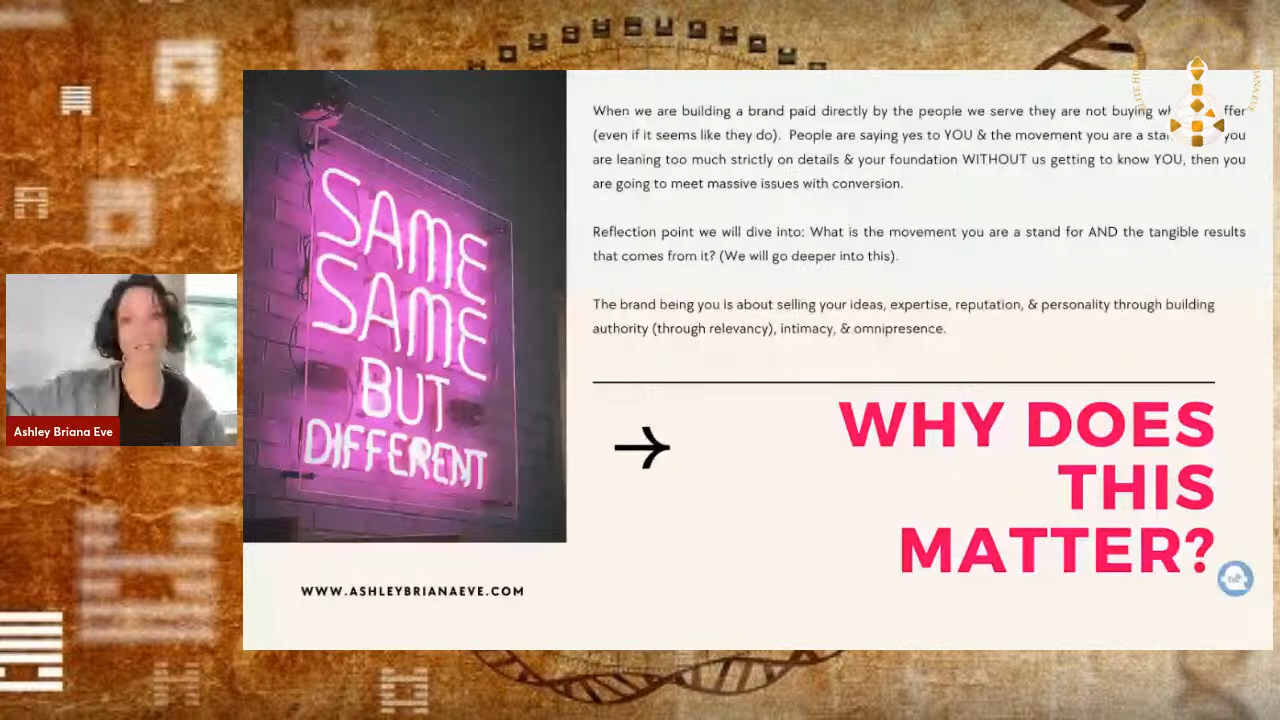 When we are building a brand paid directly by the people we serve they are not buying
(even if it seems like they do). People are saying yes to YOU & the movement you are a you
are leaning too much strictly on details & your foundation WITHOUT us getting to know YOU, then you
are going to meet massive issues with conversion.
Reflection point we will dive into: What is the movement you are a stand for AND the tangible results
that comes from it? (We will go deeper into this).
The brand being you is about selling your ideas, expertise, reputation, & personality through building
authority (through relevancy), intimacy, & omnipresence.
SAME
SAME
BUT
DIFFERENT
Ashley Briana Eve
WHY DOES
THIS
MATTER?
WWW.ASHLEYBRIANAEVE.COM